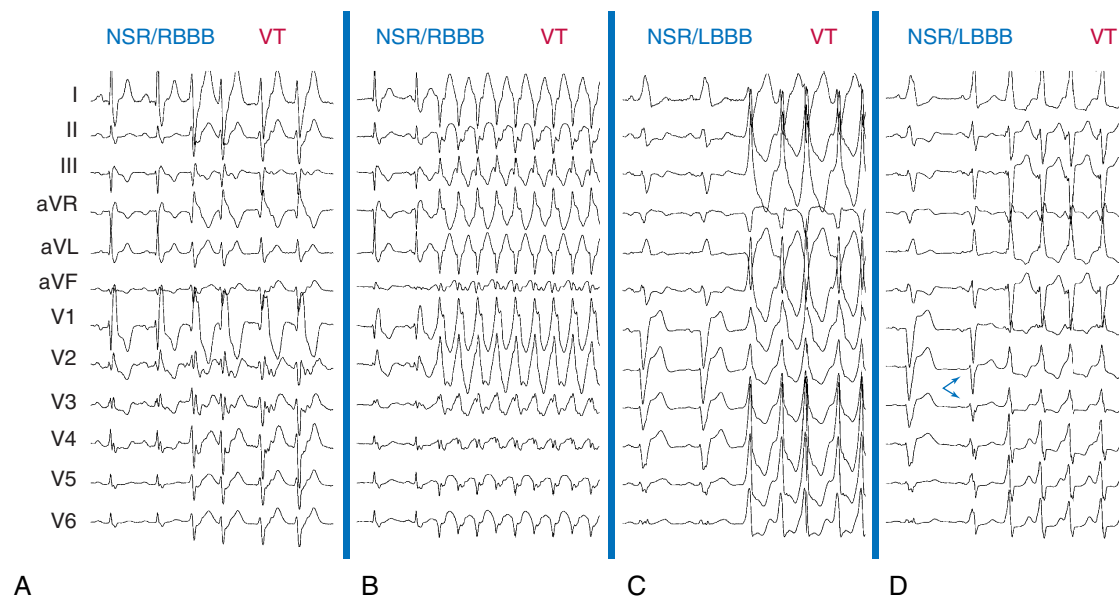 NSR/RBBB VT NSR/RBBB VT NSR/LBBB VT NSR/LBBB VT
I
II
III
aVR
aVL
aVF
V1
V2
V3
V4
V5
V6
A B C D